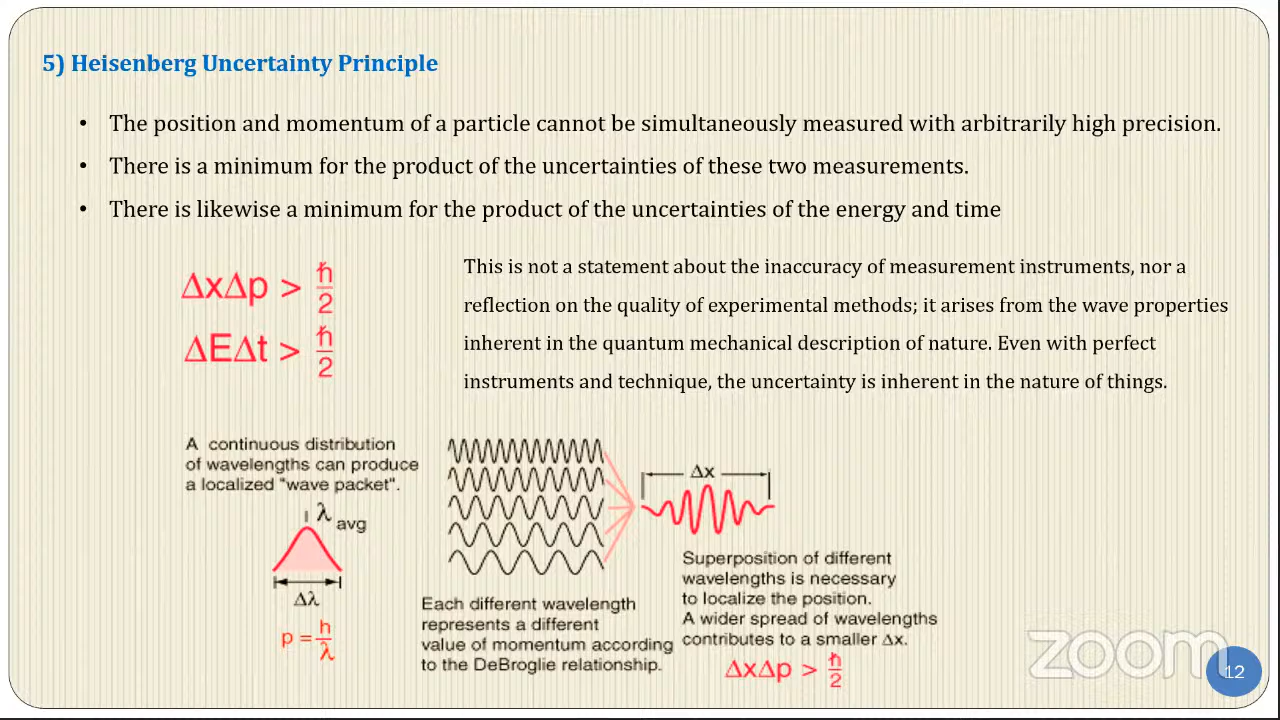 5) Heisenberg Uncertainty Principle
• The position and momentum of a particle cannot be simultaneously measured with arbitrarily high precision.
• There is a minimum for the product of the uncertainties of these two measurements.
• There is likewise a minimum for the product of the uncertainties of the energy and time
ΔxΔp > ℏ/2
ΔEΔt > ℏ/2
This is not a statement about the inaccuracy of measurement instruments, nor a
reflection on the quality of experimental methods; it arises from the wave properties
inherent in the quantum mechanical description of nature. Even with perfect
instruments and technique, the uncertainty is inherent in the nature of things.
A continuous distribution
of wavelengths can produce
a localized "wave packet".
λ avg
Δλ
p = h/λ
Each different wavelength
represents a different
value of momentum according
to the DeBroglie relationship.
Δx
Superposition of different
wavelengths is necessary
to localize the position.
A wider spread of wavelengths
contributes to a smaller Δx.
ΔxΔp > ℏ/2
zoom
12